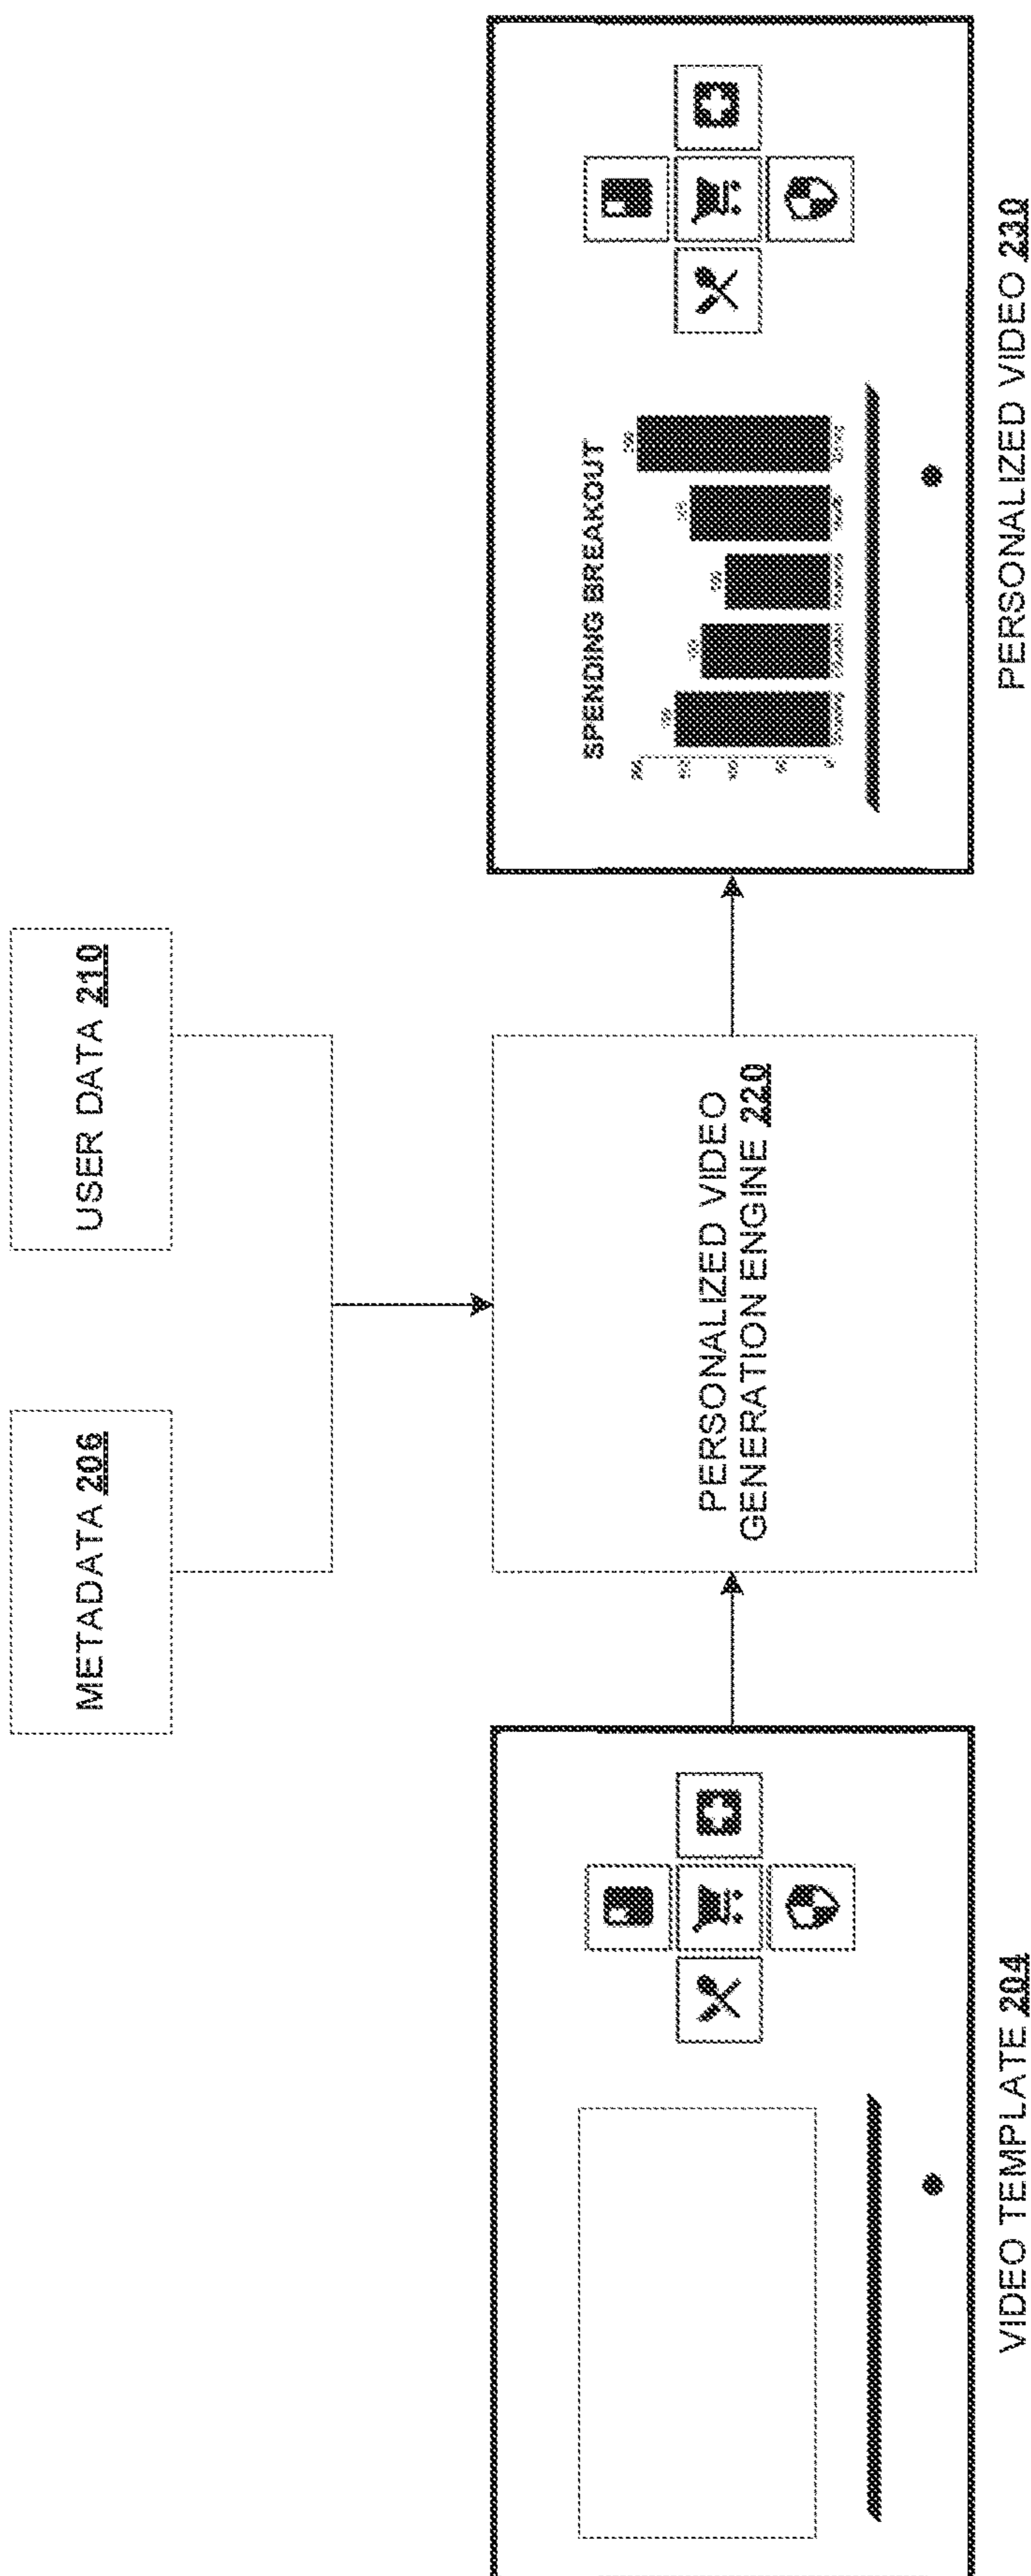 METADATA 206
USER DATA 210
PERSONALIZED VIDEO
GENERATION ENGINE 220
SPENDING BREAKOUT
VIDEO TEMPLATE 204
PERSONALIZED VIDEO 230